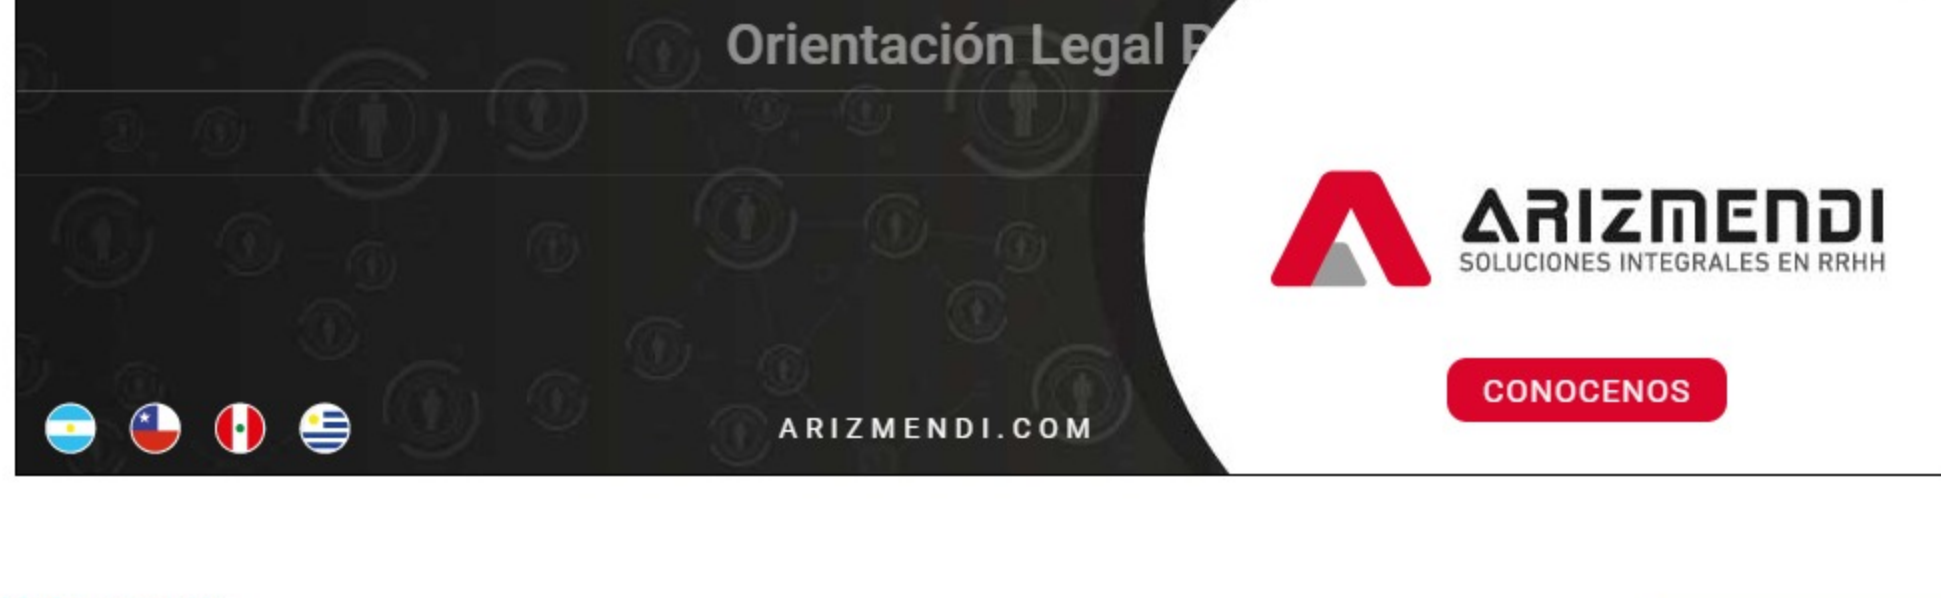 Orientación Legal
ARIZMENDI
SOLUCIONES INTEGRALES EN RRHH
CONOCENOS
ARIZMENDI.COM